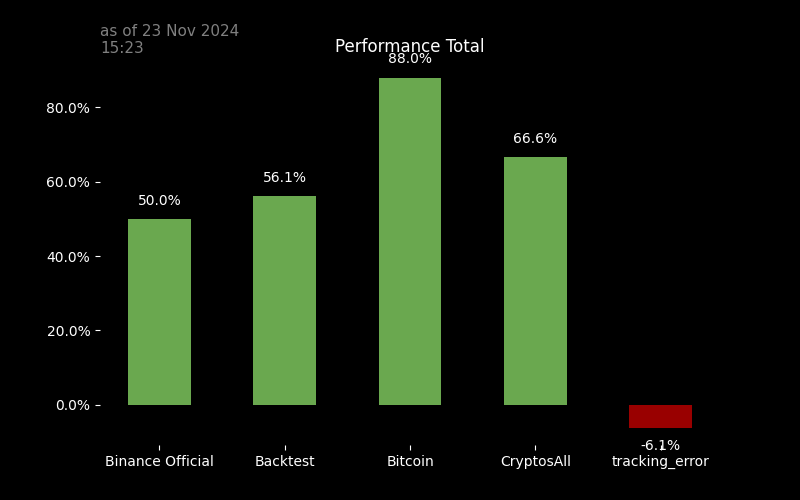 as of 23 Nov 2024
15:23
Performance Total
88.0%
80.0%
66.6%
60.0%
56.1%
50.0%
40.0%
20.0%
0.0%
-6.1%
Binance Official
Backtest
Bitcoin
CryptosAll
tracking_error